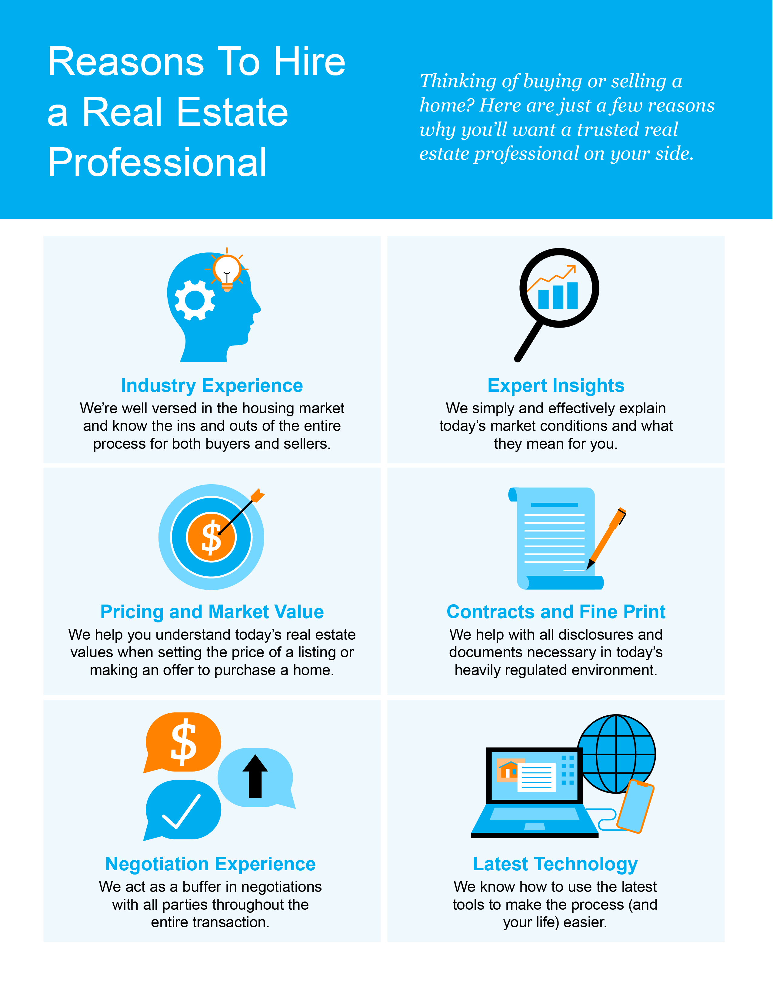 Reasons To Hire
a Real Estate
Professional
Thinking of buying or selling a
home? Here are just a few reasons
why you’ll want a trusted real
estate professional on your side.
Industry Experience
We’re well versed in the housing market
and know the ins and outs of the entire
process for both buyers and sellers.
Expert Insights
We simply and effectively explain
today’s market conditions and what
they mean for you.
$
Pricing and Market Value
We help you understand today’s real estate
values when setting the price of a listing or
making an offer to purchase a home.
Contracts and Fine Print
We help with all disclosures and
documents necessary in today’s
heavily regulated environment.
$
Negotiation Experience
We act as a buffer in negotiations
with all parties throughout the
entire transaction.
Latest Technology
We know how to use the latest
tools to make the process (and
your life) easier.